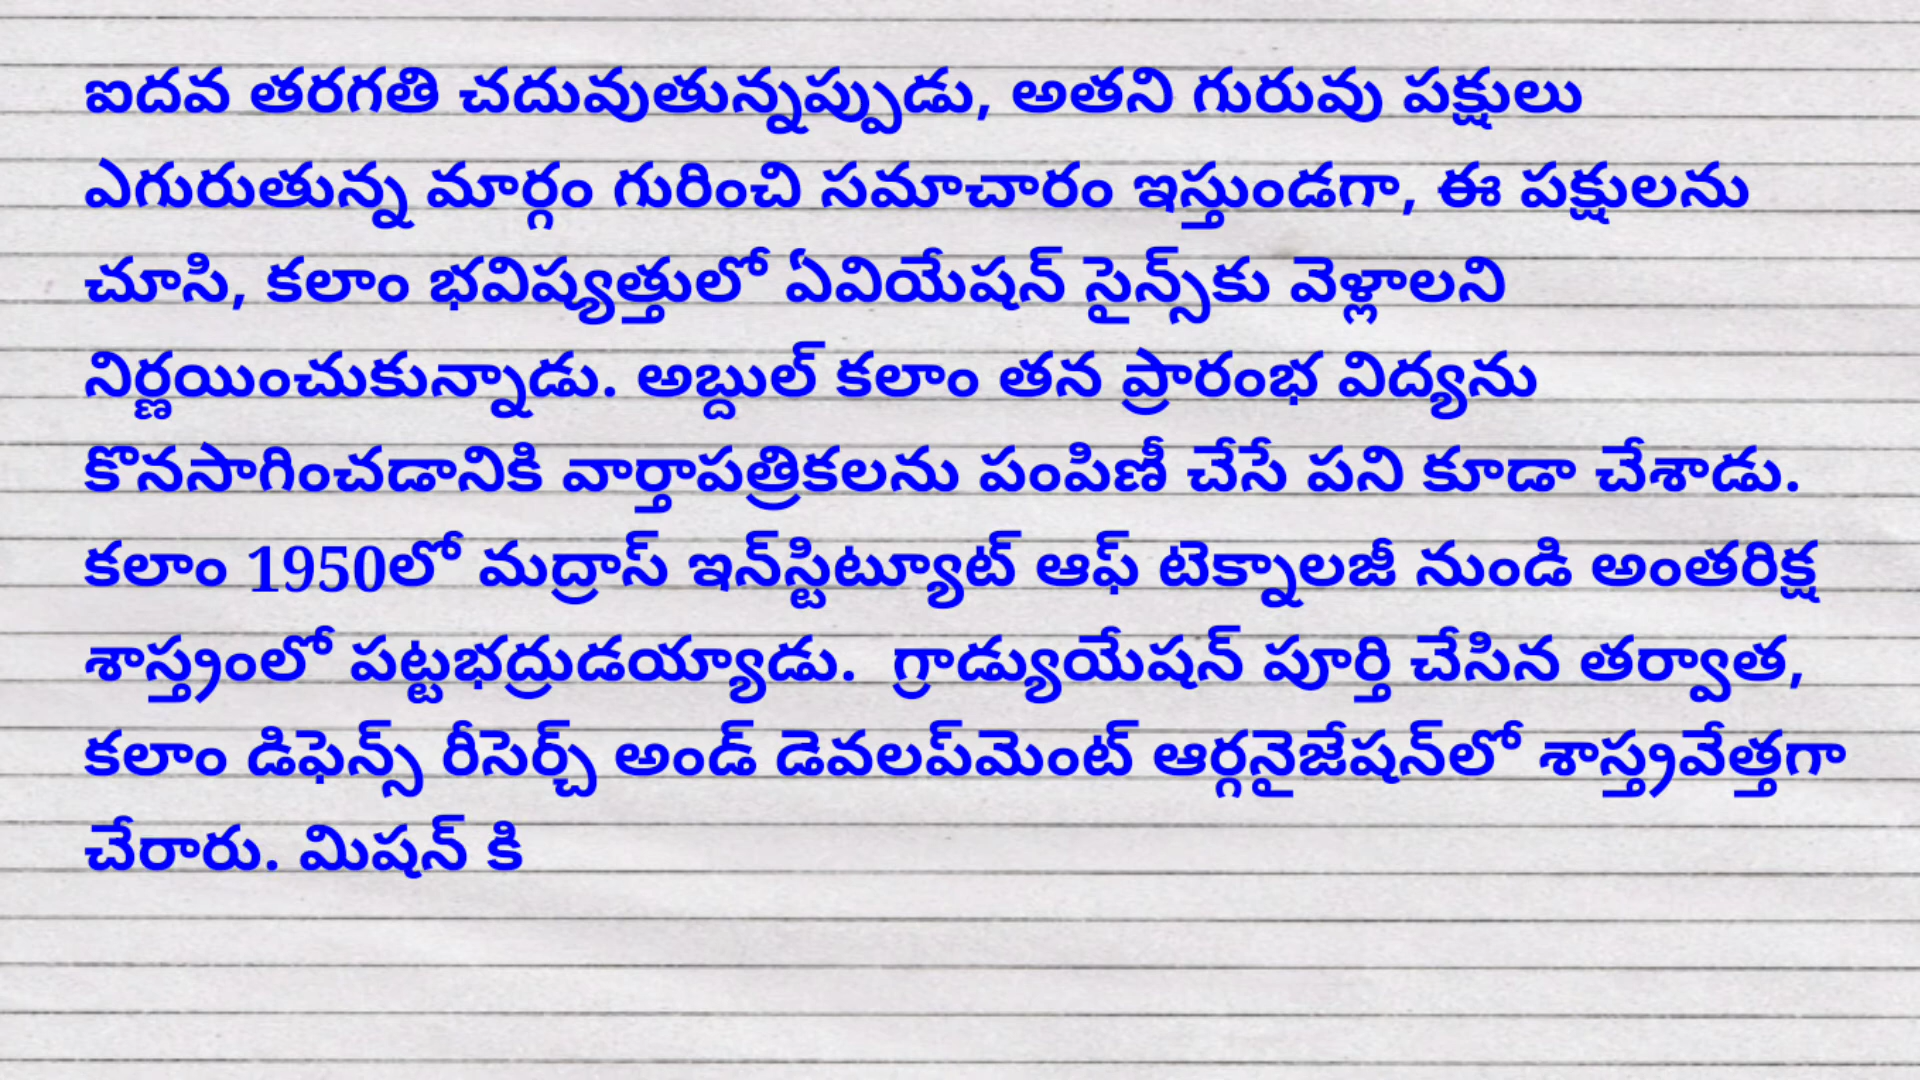 ఐదవ తరగతి చదువుతున్నప్పుడు, అతని గురువు పక్షులు
ఎగురుతున్న మార్గం గురించి సమాచారం ఇస్తుండగా, ఈ పక్షులను
చూసి, కలాం భవిష్యత్తులో ఏవియేషన్ సైన్స్‌కు వెళ్లాలని
నిర్ణయించుకున్నాడు. అబ్దుల్ కలాం తన ప్రారంభ విద్యను
కొనసాగించడానికి వార్తాపత్రికలను పంపిణీ చేసే పని కూడా చేశాడు.
కలాం 1950లో మద్రాస్ ఇన్‌స్టిట్యూట్ ఆఫ్ టెక్నాలజీ నుండి అంతరిక్ష
శాస్త్రంలో పట్టభద్రుడయ్యాడు.  గ్రాడ్యుయేషన్ పూర్తి చేసిన తర్వాత,
కలాం డిఫెన్స్ రీసెర్చ్ అండ్ డెవలప్‌మెంట్ ఆర్గనైజేషన్‌లో శాస్త్రవేత్తగా
చేరారు. మిషన్ కి